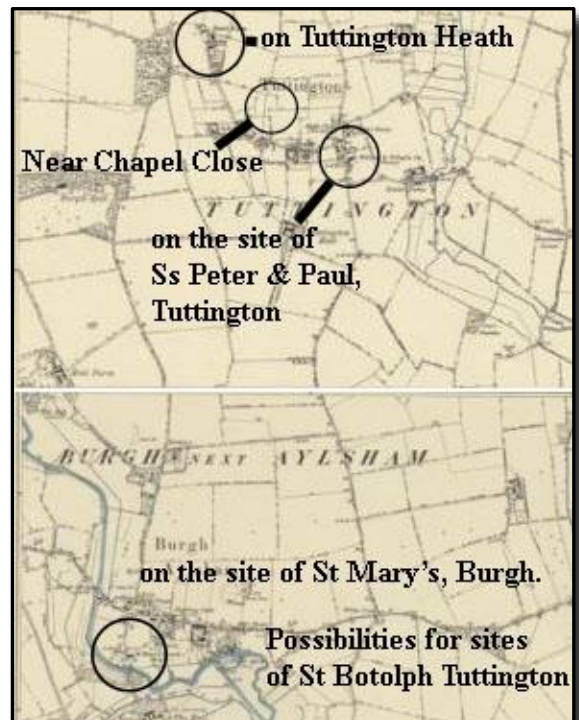 on Tuttington Heath
Tuttington
Near Chapel Close
TUTTINGTON
on the site of
Ss Peter & Paul,
Tuttington
BURGH NEXT AYLSHAM
Burgh
on the site of St Mary's, Burgh.
Possibilities for sites
of St Botolph Tuttington